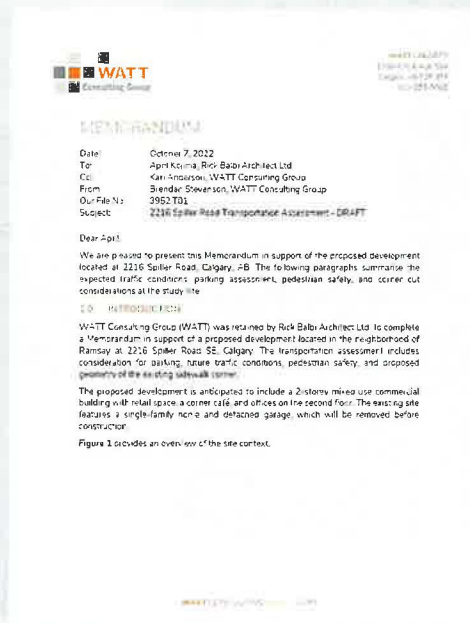 WATT
Consulting Group
MEMORANDUM
Date: October 7, 2022
To: April Kojima, Rick Balbi Architect Ltd
Cc: Kari Anderson, WATT Consulting Group
From: Brendan Stevenson, WATT Consulting Group
Our File No: 3952.T01
Subject: 2216 Spiller Road Transportation Assessment - DRAFT
Dear April,
We are pleased to present this Memorandum in support of the proposed development
located at 2216 Spiller Road, Calgary, AB. The following paragraphs summarise the
expected traffic conditions, parking assessment, pedestrian safety, and corner cut
considerations at the study site.
1.0 INTRODUCTION
WATT Consulting Group (WATT) was retained by Rick Balbi Architect Ltd. to complete
a Memorandum in support of a proposed development located in the neighborhood of
Ramsay at 2216 Spiller Road SE, Calgary. The transportation assessment includes
consideration for parking, future traffic conditions, pedestrian safety, and proposed
geometry of the existing sidewalk corner.
The proposed development is anticipated to include a 2-storey mixed use commercial
building with retail space, a corner café, and offices on the second floor. The existing site
features a single-family home and detached garage, which will be removed before
construction.
Figure 1 provides an overview of the site context.